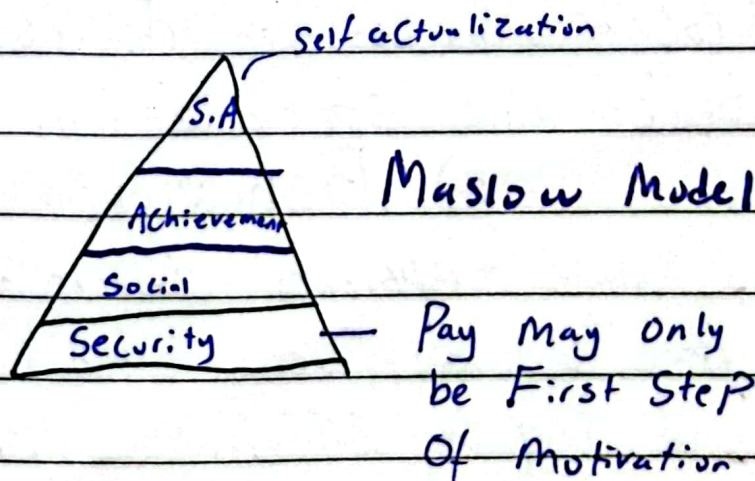 Self actualization
S.A
Maslow Model
Achievement
Social
Security
Pay May Only
be First Step
Of Motivation